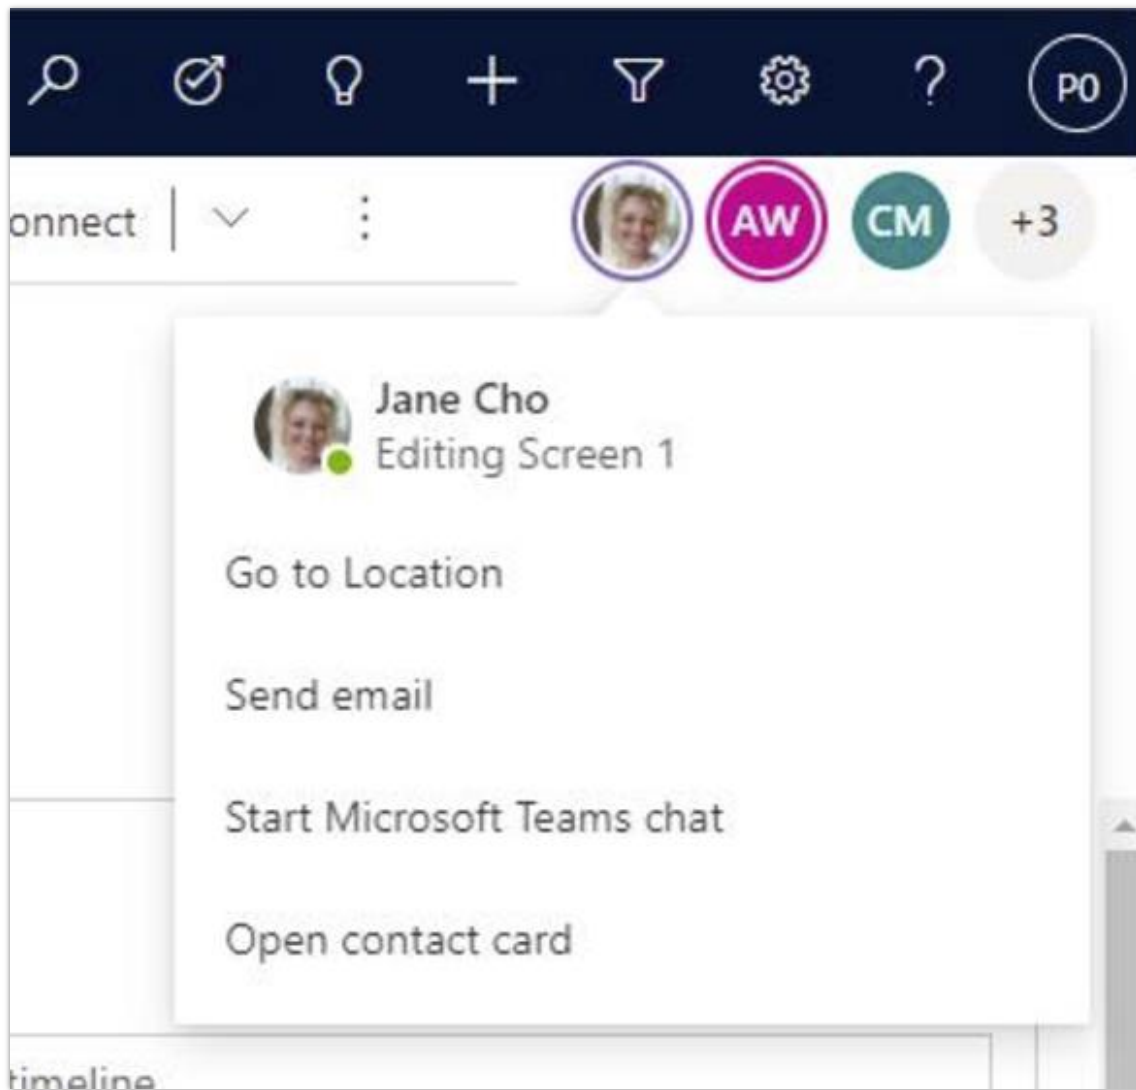 P0
onnect
AW
CM
+3
Jane Cho
Editing Screen 1
Go to Location
Send email
Start Microsoft Teams chat
Open contact card
timeline